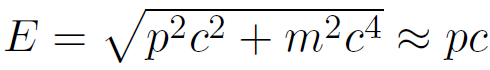 E = √(p²c² + m²c⁴) ≈ pc